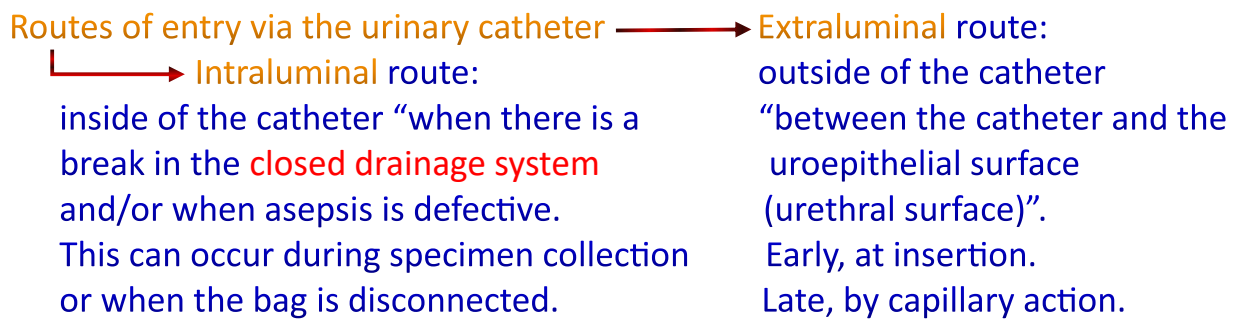 Routes of entry via the urinary catheter
Intraluminal route:
inside of the catheter “when there is a
break in the closed drainage system
and/or when asepsis is defective.
This can occur during specimen collection
or when the bag is disconnected.
Extraluminal route:
outside of the catheter
“between the catheter and the
uroepithelial surface
(urethral surface)”.
Early, at insertion.
Late, by capillary action.